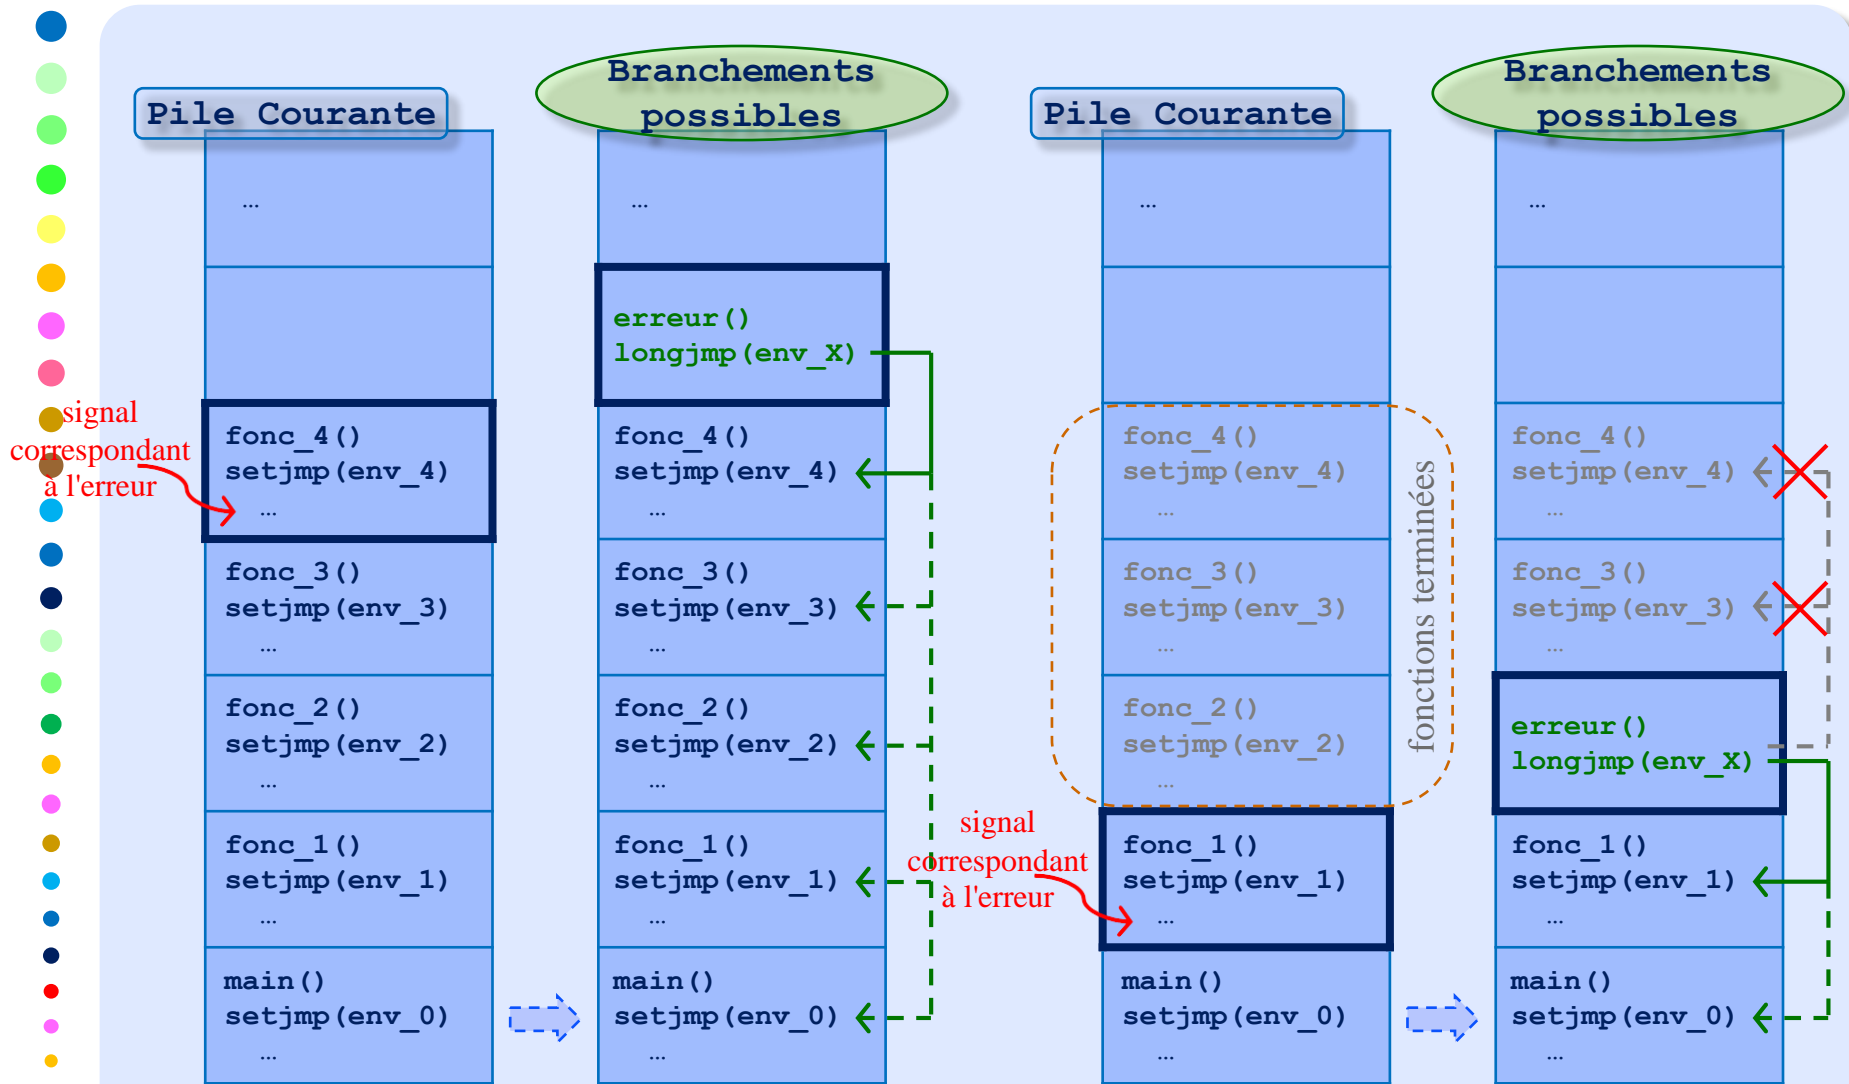 Pile Courante
…
fonc_4()
setjmp(env_4)
…
signal
correspondant
à l'erreur
fonc_3()
setjmp(env_3)
…
fonc_2()
setjmp(env_2)
…
fonc_1()
setjmp(env_1)
…
main()
setjmp(env_0)
…
Branchements
possibles
…
erreur()
longjmp(env_X)
fonc_4()
setjmp(env_4)
…
fonc_3()
setjmp(env_3)
…
fonc_2()
setjmp(env_2)
…
fonc_1()
setjmp(env_1)
…
main()
setjmp(env_0)
…
Pile Courante
…
fonc_4()
setjmp(env_4)
…
fonc_3()
setjmp(env_3)
…
fonc_2()
setjmp(env_2)
…
fonctions terminées
signal
correspondant
à l'erreur
fonc_1()
setjmp(env_1)
…
main()
setjmp(env_0)
…
Branchements
possibles
…
fonc_4()
setjmp(env_4)
…
fonc_3()
setjmp(env_3)
…
erreur()
longjmp(env_X)
fonc_1()
setjmp(env_1)
…
main()
setjmp(env_0)
…